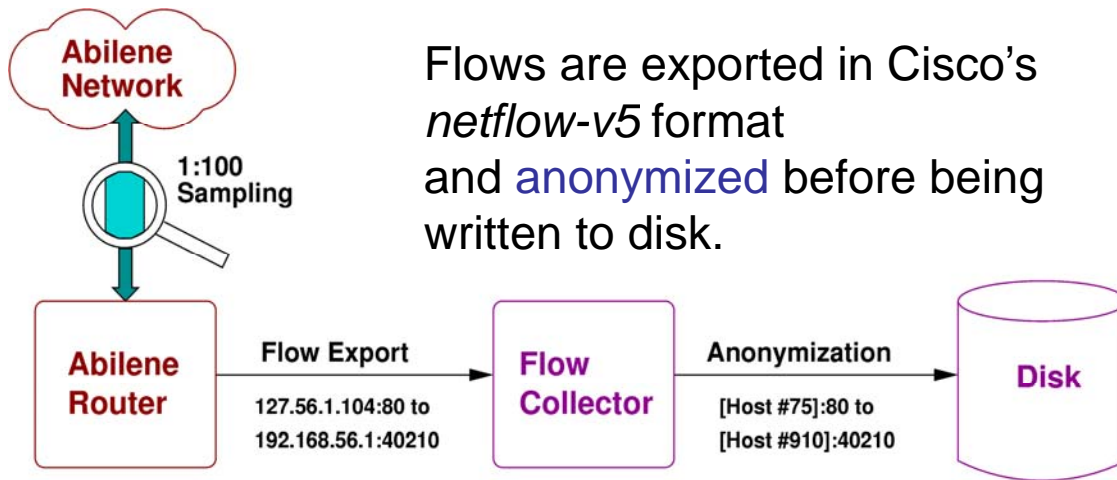 Abilene
Network
Flows are exported in Cisco's
netflow-v5 format
and anonymized before being
written to disk.
1:100
Sampling
Abilene
Router
Flow Export
127.56.1.104:80 to
192.168.56.1:40210
Flow
Collector
Anonymization
[Host #75]:80 to
[Host #910]:40210
Disk